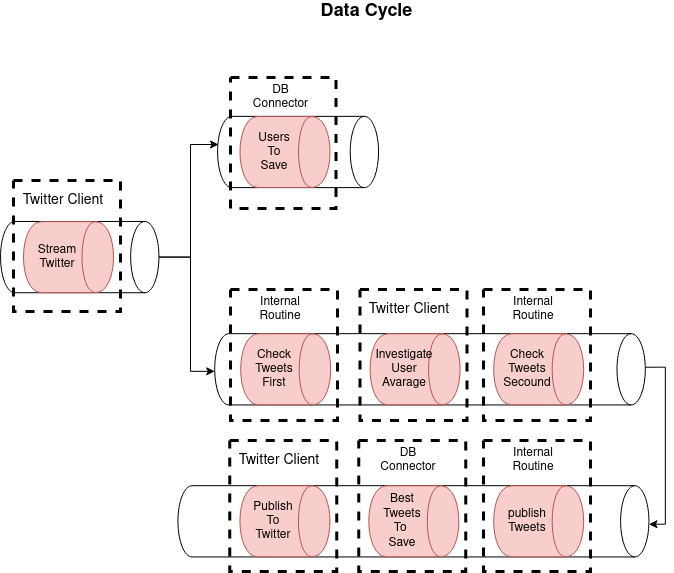 Data Cycle
DB
Connector
Users
To
Save
Twitter Client
Stream
Twitter
Internal
Routine
Check
Tweets
First
Twitter Client
Investigate
User
Avarage
Internal
Routine
Check
Tweets
Secound
Twitter Client
Publish
To
Twitter
DB
Connector
Best
Tweets
To
Save
Internal
Routine
publish
Tweets